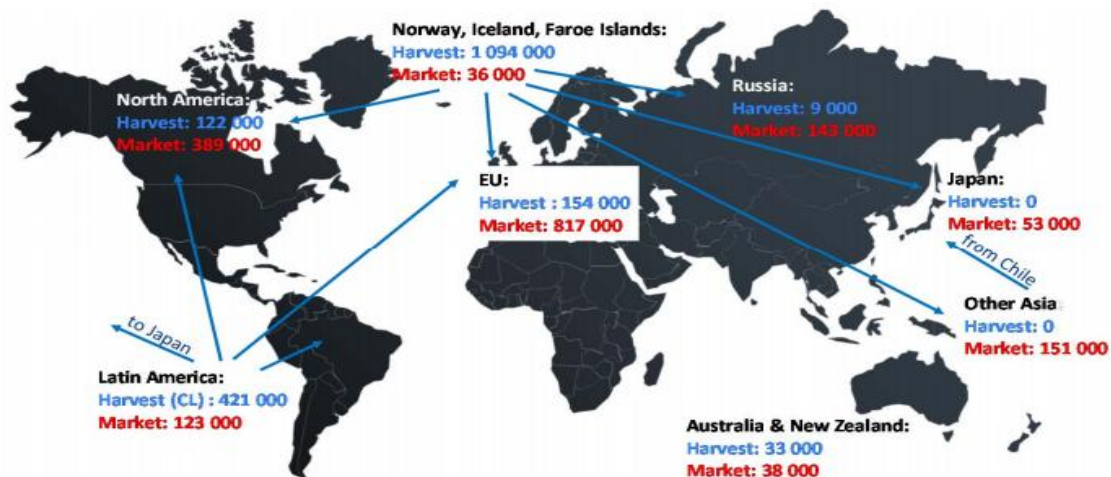 Norway, Iceland, Faroe Islands:
Harvest: 1 094 000
Market: 36 000
North America:
Harvest: 122 000
Market: 389 000
Russia:
Harvest: 9 000
Market: 143 000
EU:
Harvest : 154 000
Market: 817 000
Japan:
Harvest: 0
Market: 53 000
from Chile
Other Asia:
Harvest: 0
Market: 151 000
to Japan
Latin America:
Harvest (CL) : 421 000
Market: 123 000
Australia & New Zealand:
Harvest: 33 000
Market: 38 000